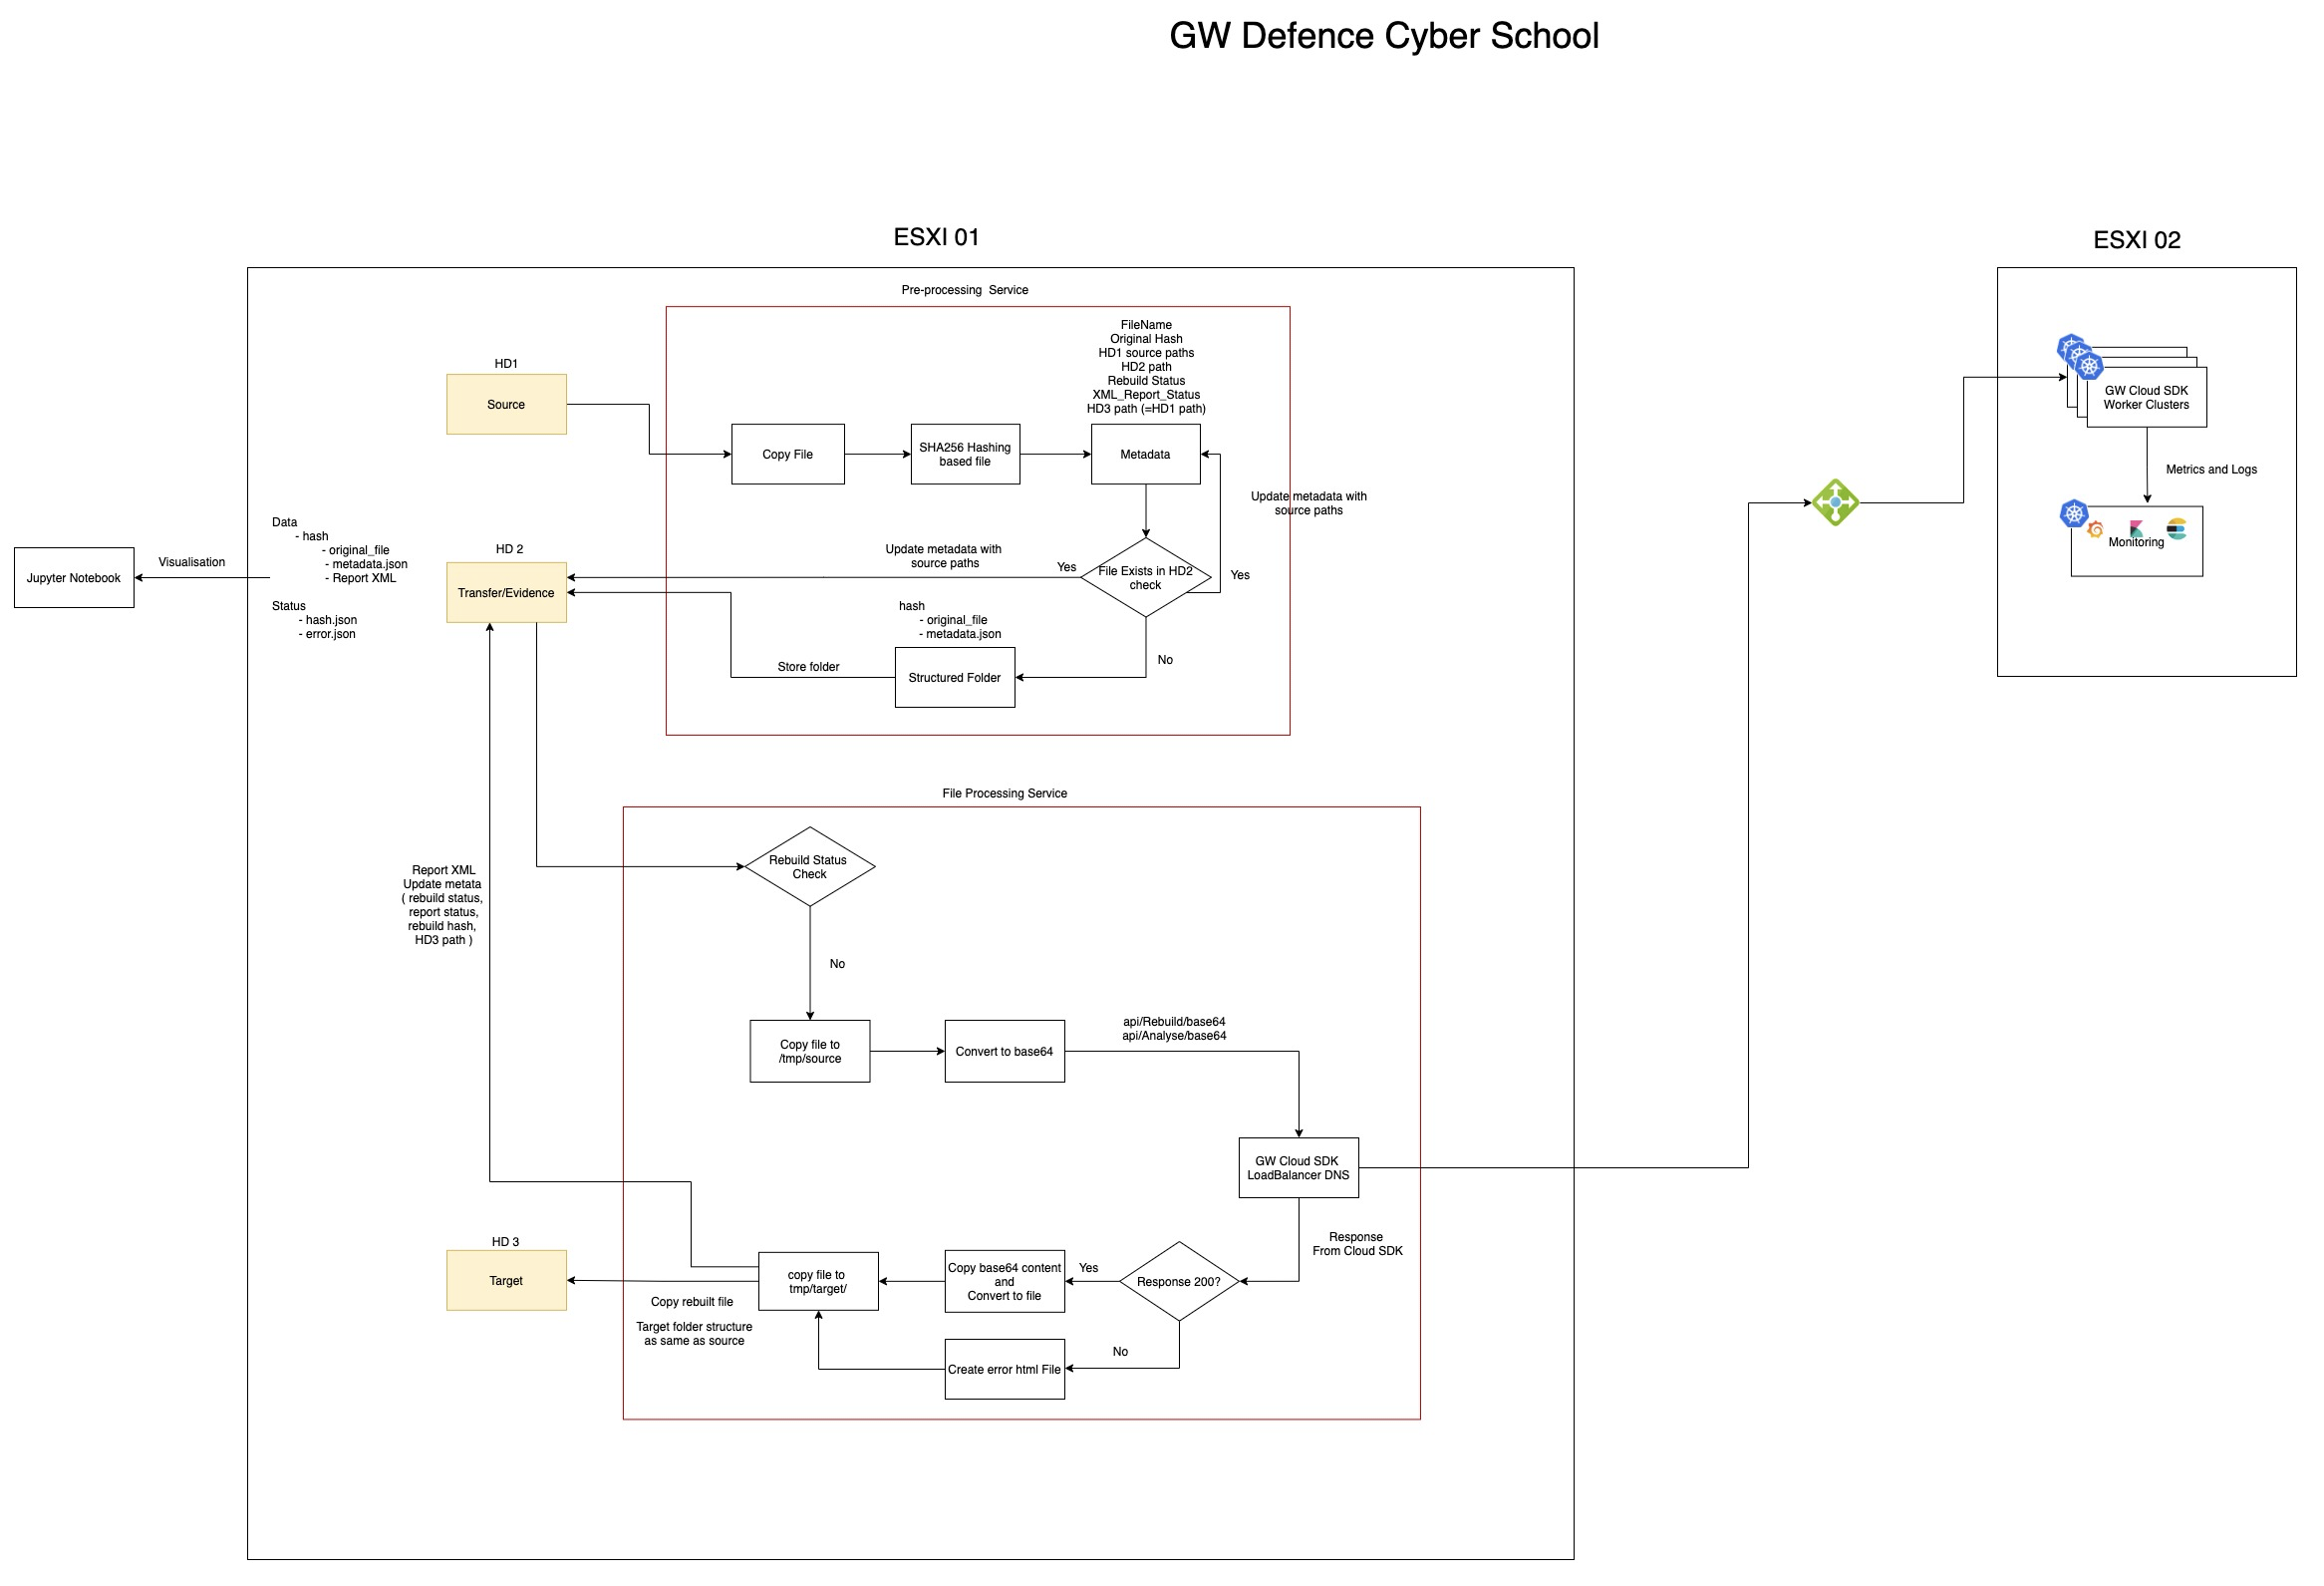 GW Defence Cyber School
ESXI 01
ESXI 02
Pre-processing  Service
FileName
Original Hash
HD1 source paths
HD2 path
Rebuild Status
XML_Report_Status
HD3 path (=HD1 path)
HD1
Source
Copy File
SHA256 Hashing
based file
Metadata
Update metadata with
source paths
GW Cloud SDK
Worker Clusters
Metrics and Logs
Monitoring
Data
- hash
- original_file
- metadata.json
- Report XML
Status
- hash.json
- error.json
Jupyter Notebook
Visualisation
HD 2
Transfer/Evidence
Update metadata with
source paths
Yes
File Exists in HD2
check
Yes
hash
- original_file
- metadata.json
No
Store folder
Structured Folder
File Processing Service
Rebuild Status
Check
Report XML
Update metata
( rebuild status,
report status,
rebuild hash,
HD3 path )
No
Copy file to
/tmp/source
Convert to base64
api/Rebuild/base64
api/Analyse/base64
GW Cloud SDK
LoadBalancer DNS
Response
From Cloud SDK
HD 3
Target
copy file to
tmp/target/
Copy base64 content
and
Convert to file
Yes
Response 200?
Copy rebuilt file
Target folder structure
as same as source
No
Create error html File